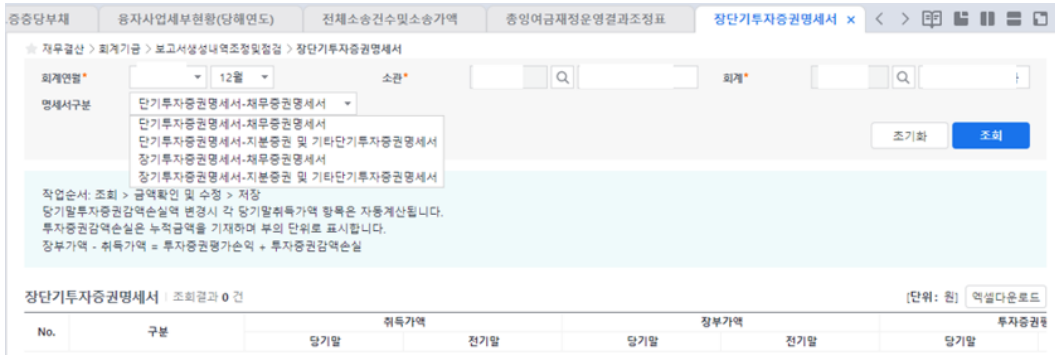 증충당부채 융자사업세부현황(당해연도) 전체소송건수및소송가액 총잉여금재정운영결과조정표 장단기투자증권명세서 ×
재무결산 > 회계기금 > 보고서생성내역조정및점검 > 장단기투자증권명세서
회계연월* 12월 소관* 회계*
명세서구분 단기투자증권명세서-채무증권명세서
단기투자증권명세서-채무증권명세서
단기투자증권명세서-지분증권 및 기타단기투자증권명세서
장기투자증권명세서-채무증권명세서
장기투자증권명세서-지분증권 및 기타단기투자증권명세서
초기화 조회
작업순서: 조회 > 금액확인 및 수정 > 저장
당기말투자증권감액손실액 변경시 각 당기말취득가액 항목은 자동계산됩니다.
투자증권감액손실은 누적금액을 기재하며 부의 단위로 표시합니다.
장부가액 - 취득가액 = 투자증권평가손익 + 투자증권감액손실
장단기투자증권명세서 조회결과 0 건 [단위: 원] 엑셀다운로드
No. 구분 취득가액 장부가액 투자증권평
당기말 전기말 당기말 전기말 당기말